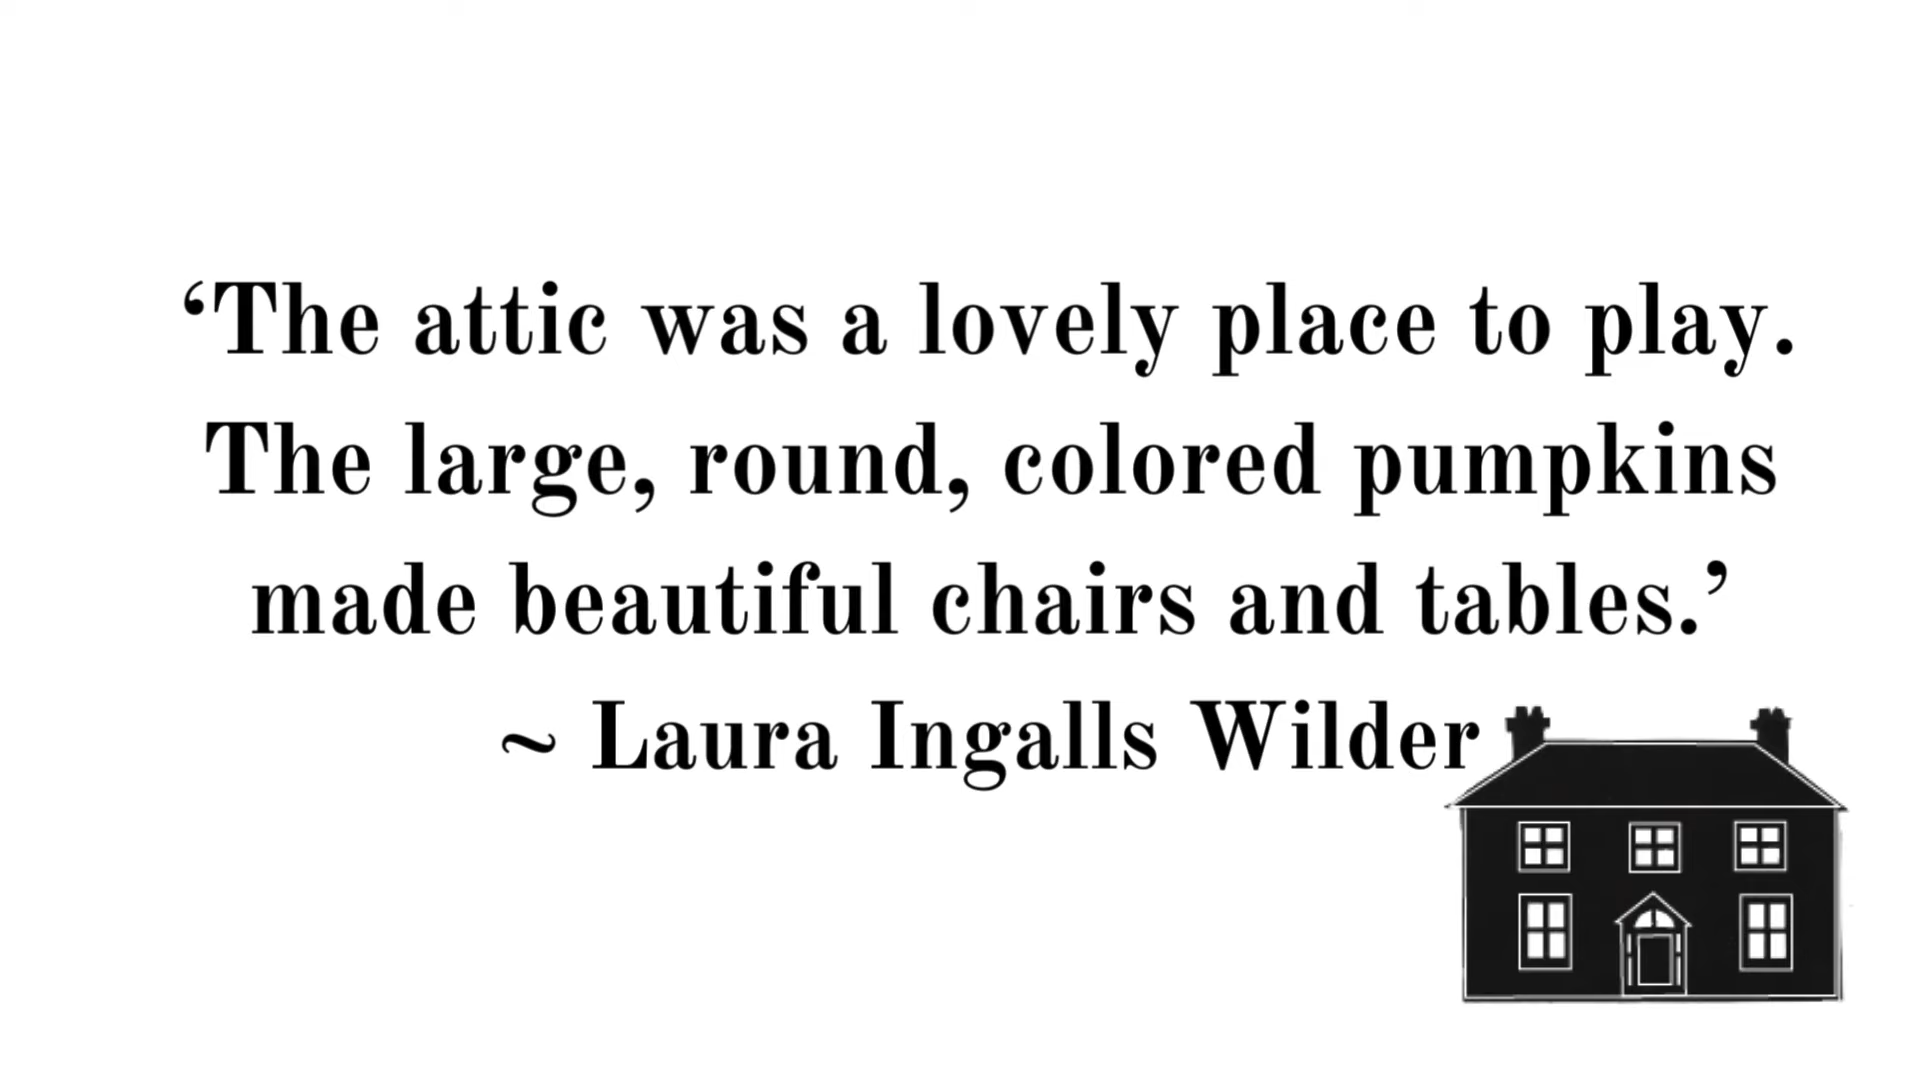 ‘The attic was a lovely place to play.
The large, round, colored pumpkins
made beautiful chairs and tables.’
~ Laura Ingalls Wilder